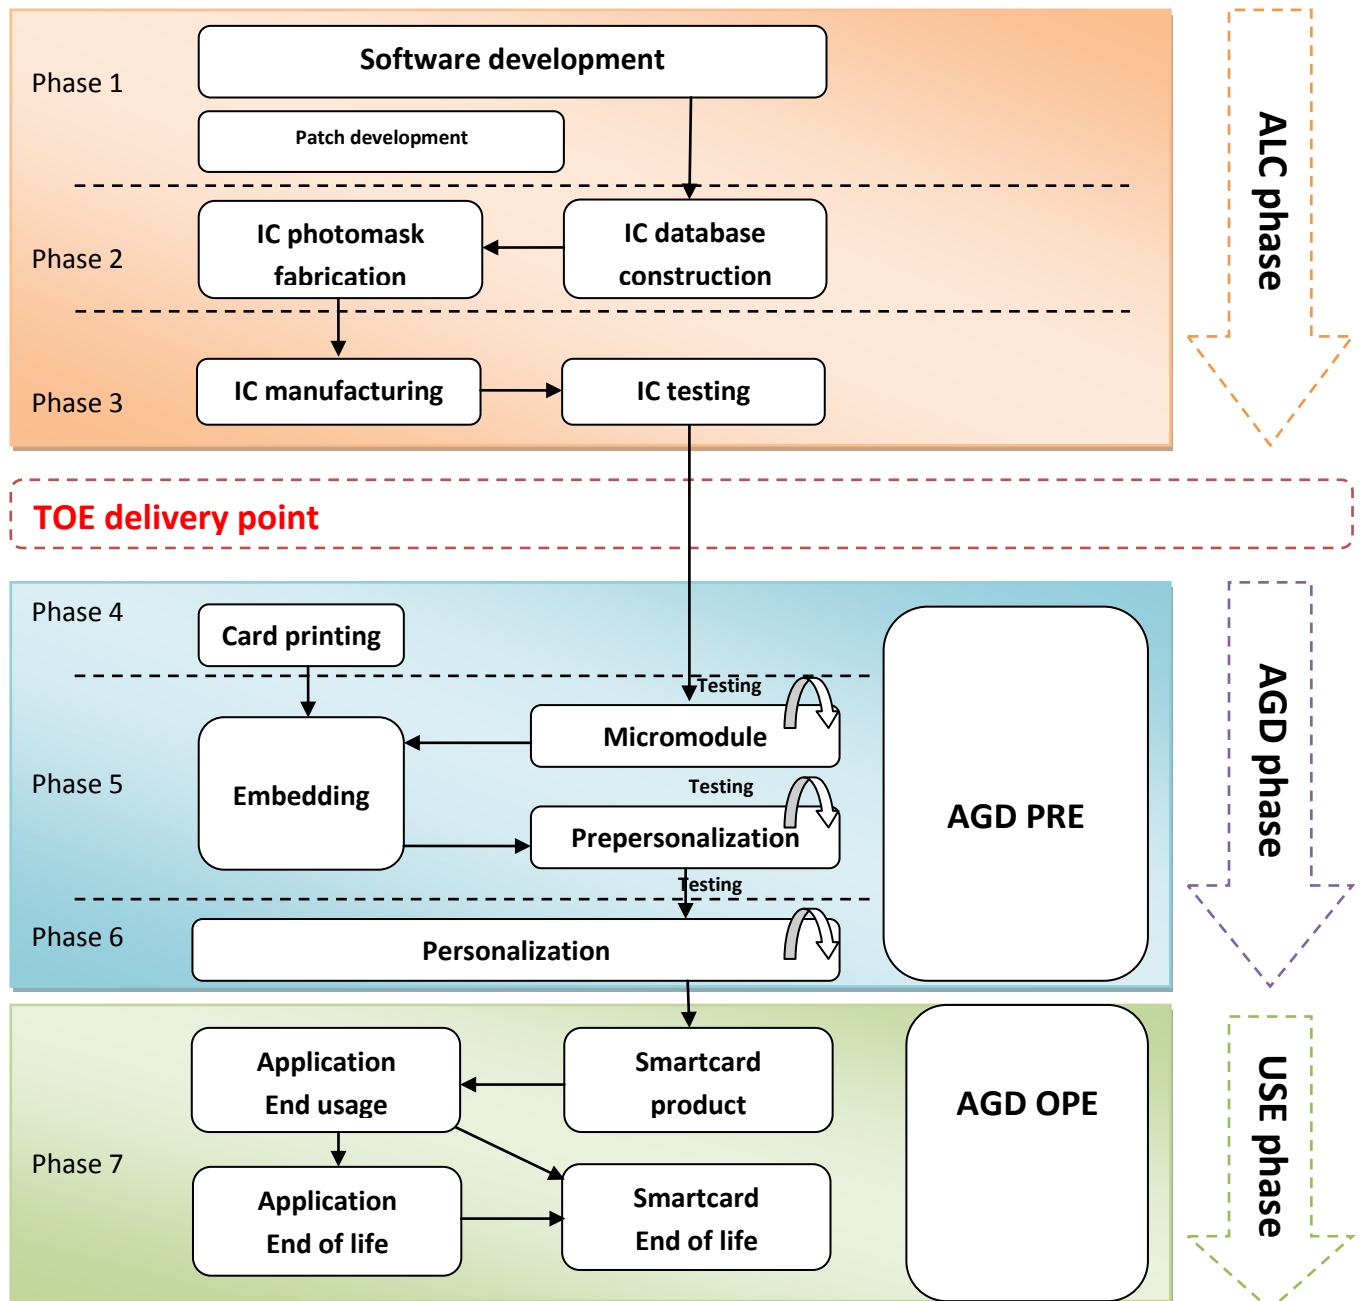 Phase 1
Software development
Patch development
ALC phase
Phase 2
IC photomask
fabrication
IC database
construction
Phase 3
IC manufacturing
IC testing
TOE delivery point
Phase 4
Card printing
AGD phase
Testing
Micromodule
Phase 5
Embedding
Testing
Prepersonalization
AGD PRE
Testing
Phase 6
Personalization
Application
End usage
Smartcard
product
AGD OPE
USE phase
Phase 7
Application
End of life
Smartcard
End of life